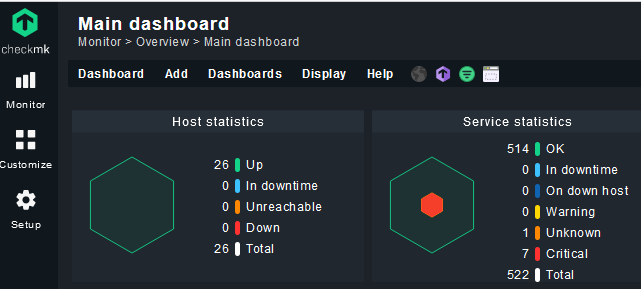 Main dashboard
Monitor > Overview > Main dashboard
checkmk
Dashboard Add Dashboards Display Help
Monitor
Customize
Setup
Host statistics
26 Up
0 In downtime
0 Unreachable
0 Down
26 Total
Service statistics
514 OK
0 In downtime
0 On down host
0 Warning
1 Unknown
7 Critical
522 Total